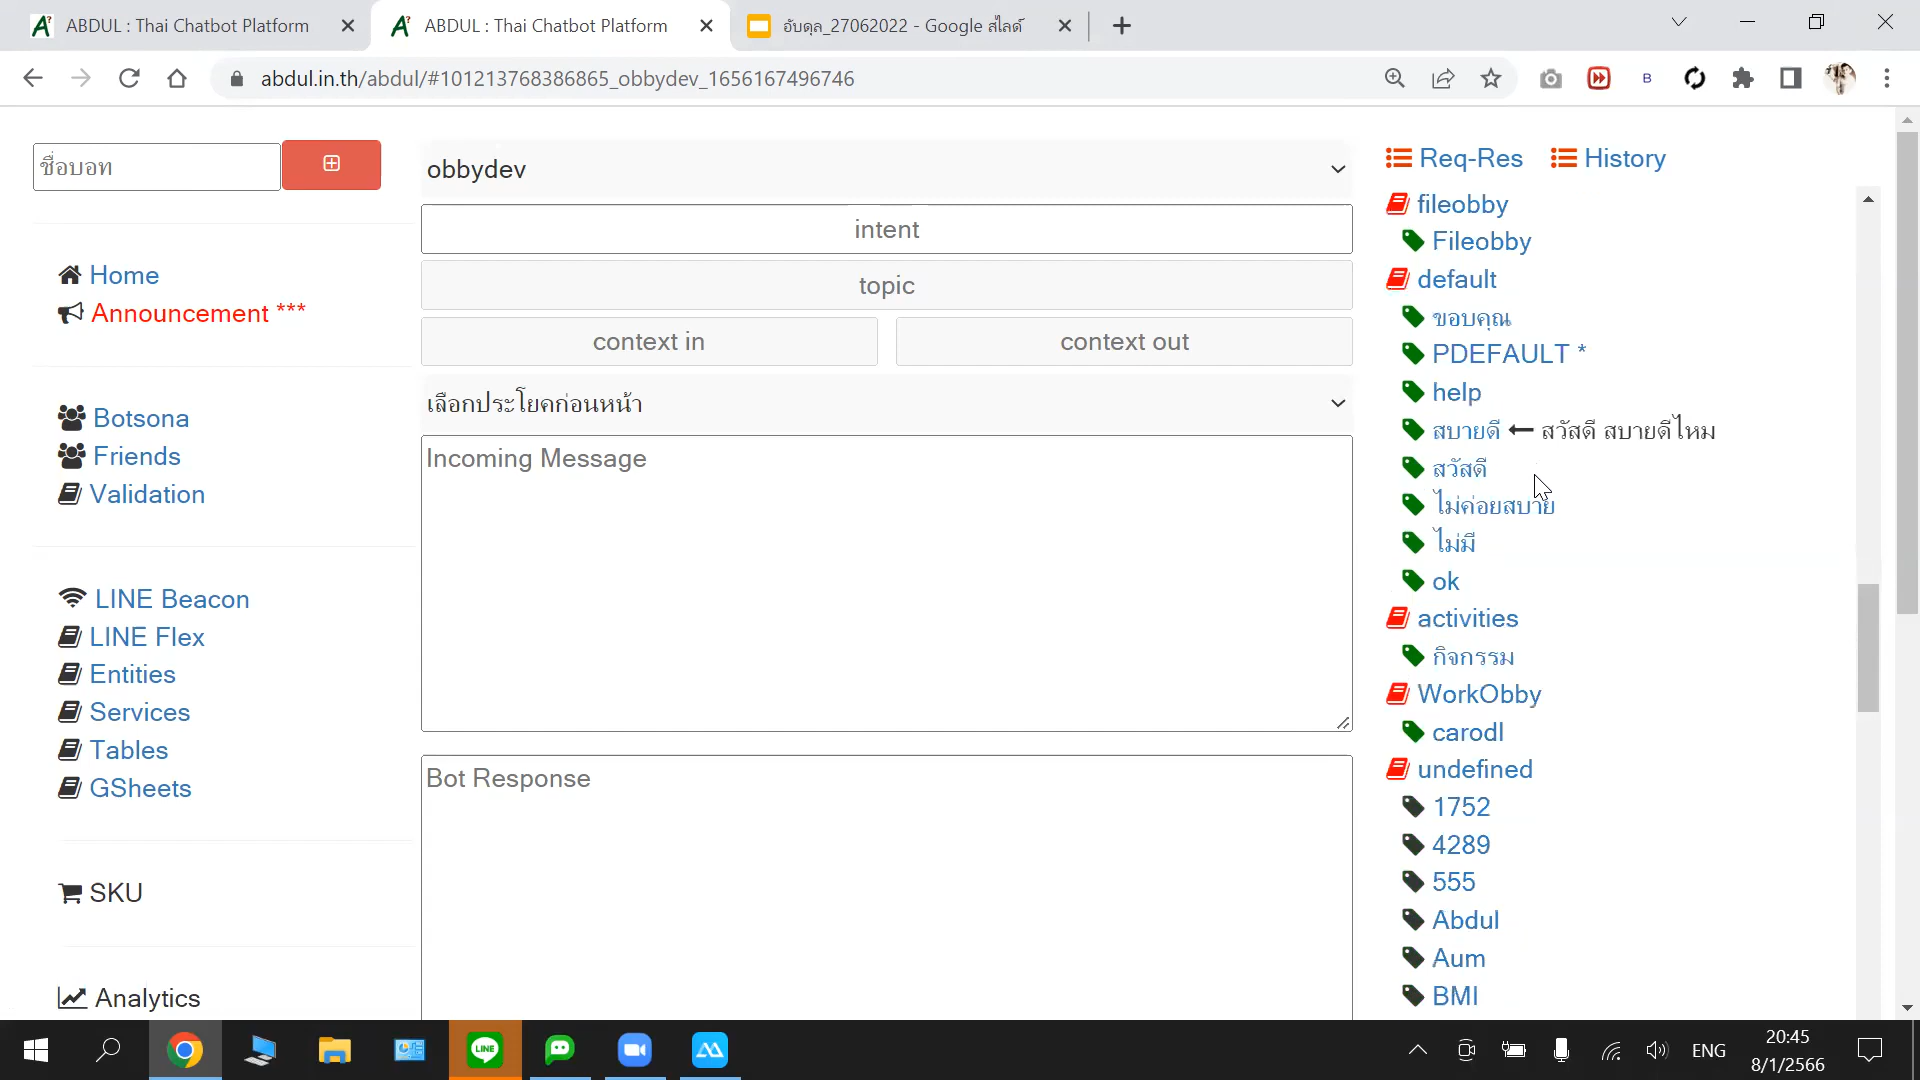 ABDUL : Thai Chatbot Platform
ABDUL : Thai Chatbot Platform
อับดุล_27062022 - Google สไลด์
abdul.in.th/abdul/#101213768386865_obbydev_1656167496746
ชื่อบอท
Home
Announcement ***
Botsona
Friends
Validation
LINE Beacon
LINE Flex
Entities
Services
Tables
GSheets
SKU
Analytics
obbydev
intent
topic
context in
context out
เลือกประโยคก่อนหน้า
Incoming Message
Bot Response
Req-Res
History
fileobby
Fileobby
default
ขอบคุณ
PDEFAULT *
help
สบายดี ← สวัสดี สบายดีไหม
สวัสดี
ไม่ค่อยสบาย
ไม่มี
ok
activities
กิจกรรม
WorkObby
carodl
undefined
1752
4289
555
Abdul
Aum
BMI
LINE
ENG
20:45
8/1/2566